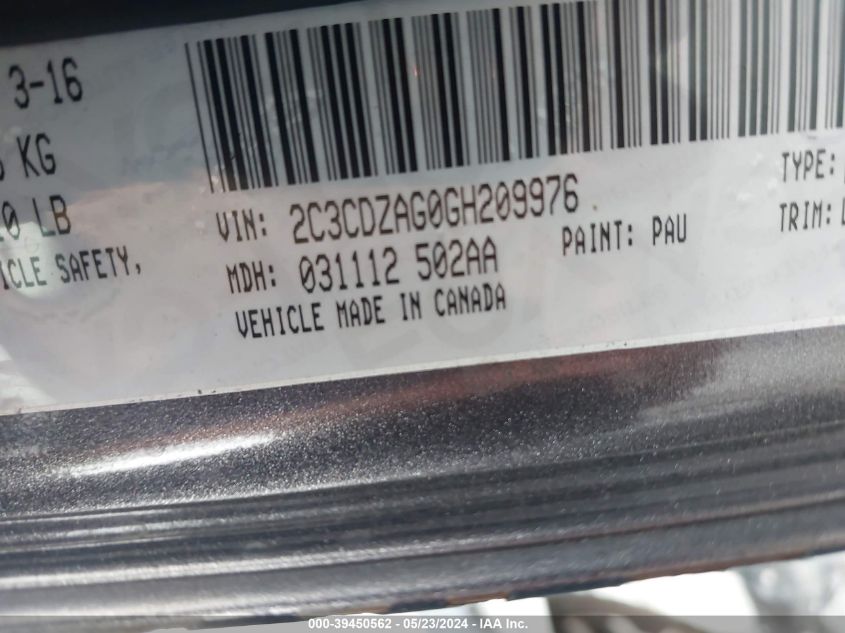 3-16
KG
LB
VIN: 2C3CDZAG0GH209976
TYPE:
ICLE SAFETY,
MDH: 031112 502AA
PAINT: PAU
TRIM:
VEHICLE MADE IN CANADA
000-39450562 - 05/23/2024 - IAA Inc.